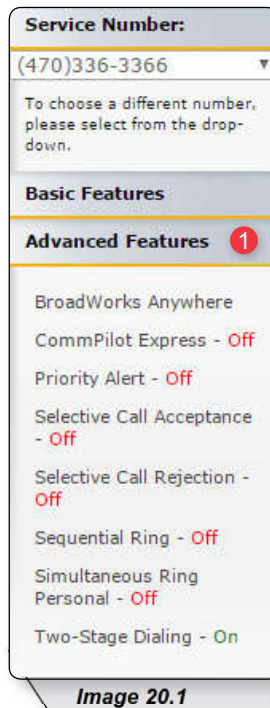 Service Number:
(470)336-3366 ▼
To choose a different number,
please select from the drop-
down.
Basic Features
Advanced Features 1
BroadWorks Anywhere
CommPilot Express - Off
Priority Alert - Off
Selective Call Acceptance
- Off
Selective Call Rejection -
Off
Sequential Ring - Off
Simultaneous Ring
Personal - Off
Two-Stage Dialing - On
Image 20.1